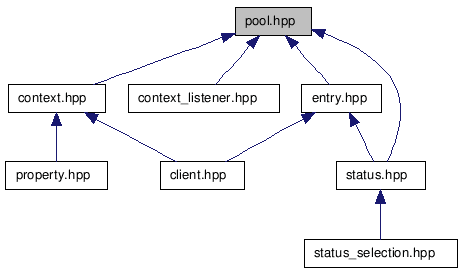 pool.hpp
context.hpp
context_listener.hpp
entry.hpp
property.hpp
client.hpp
status.hpp
status_selection.hpp